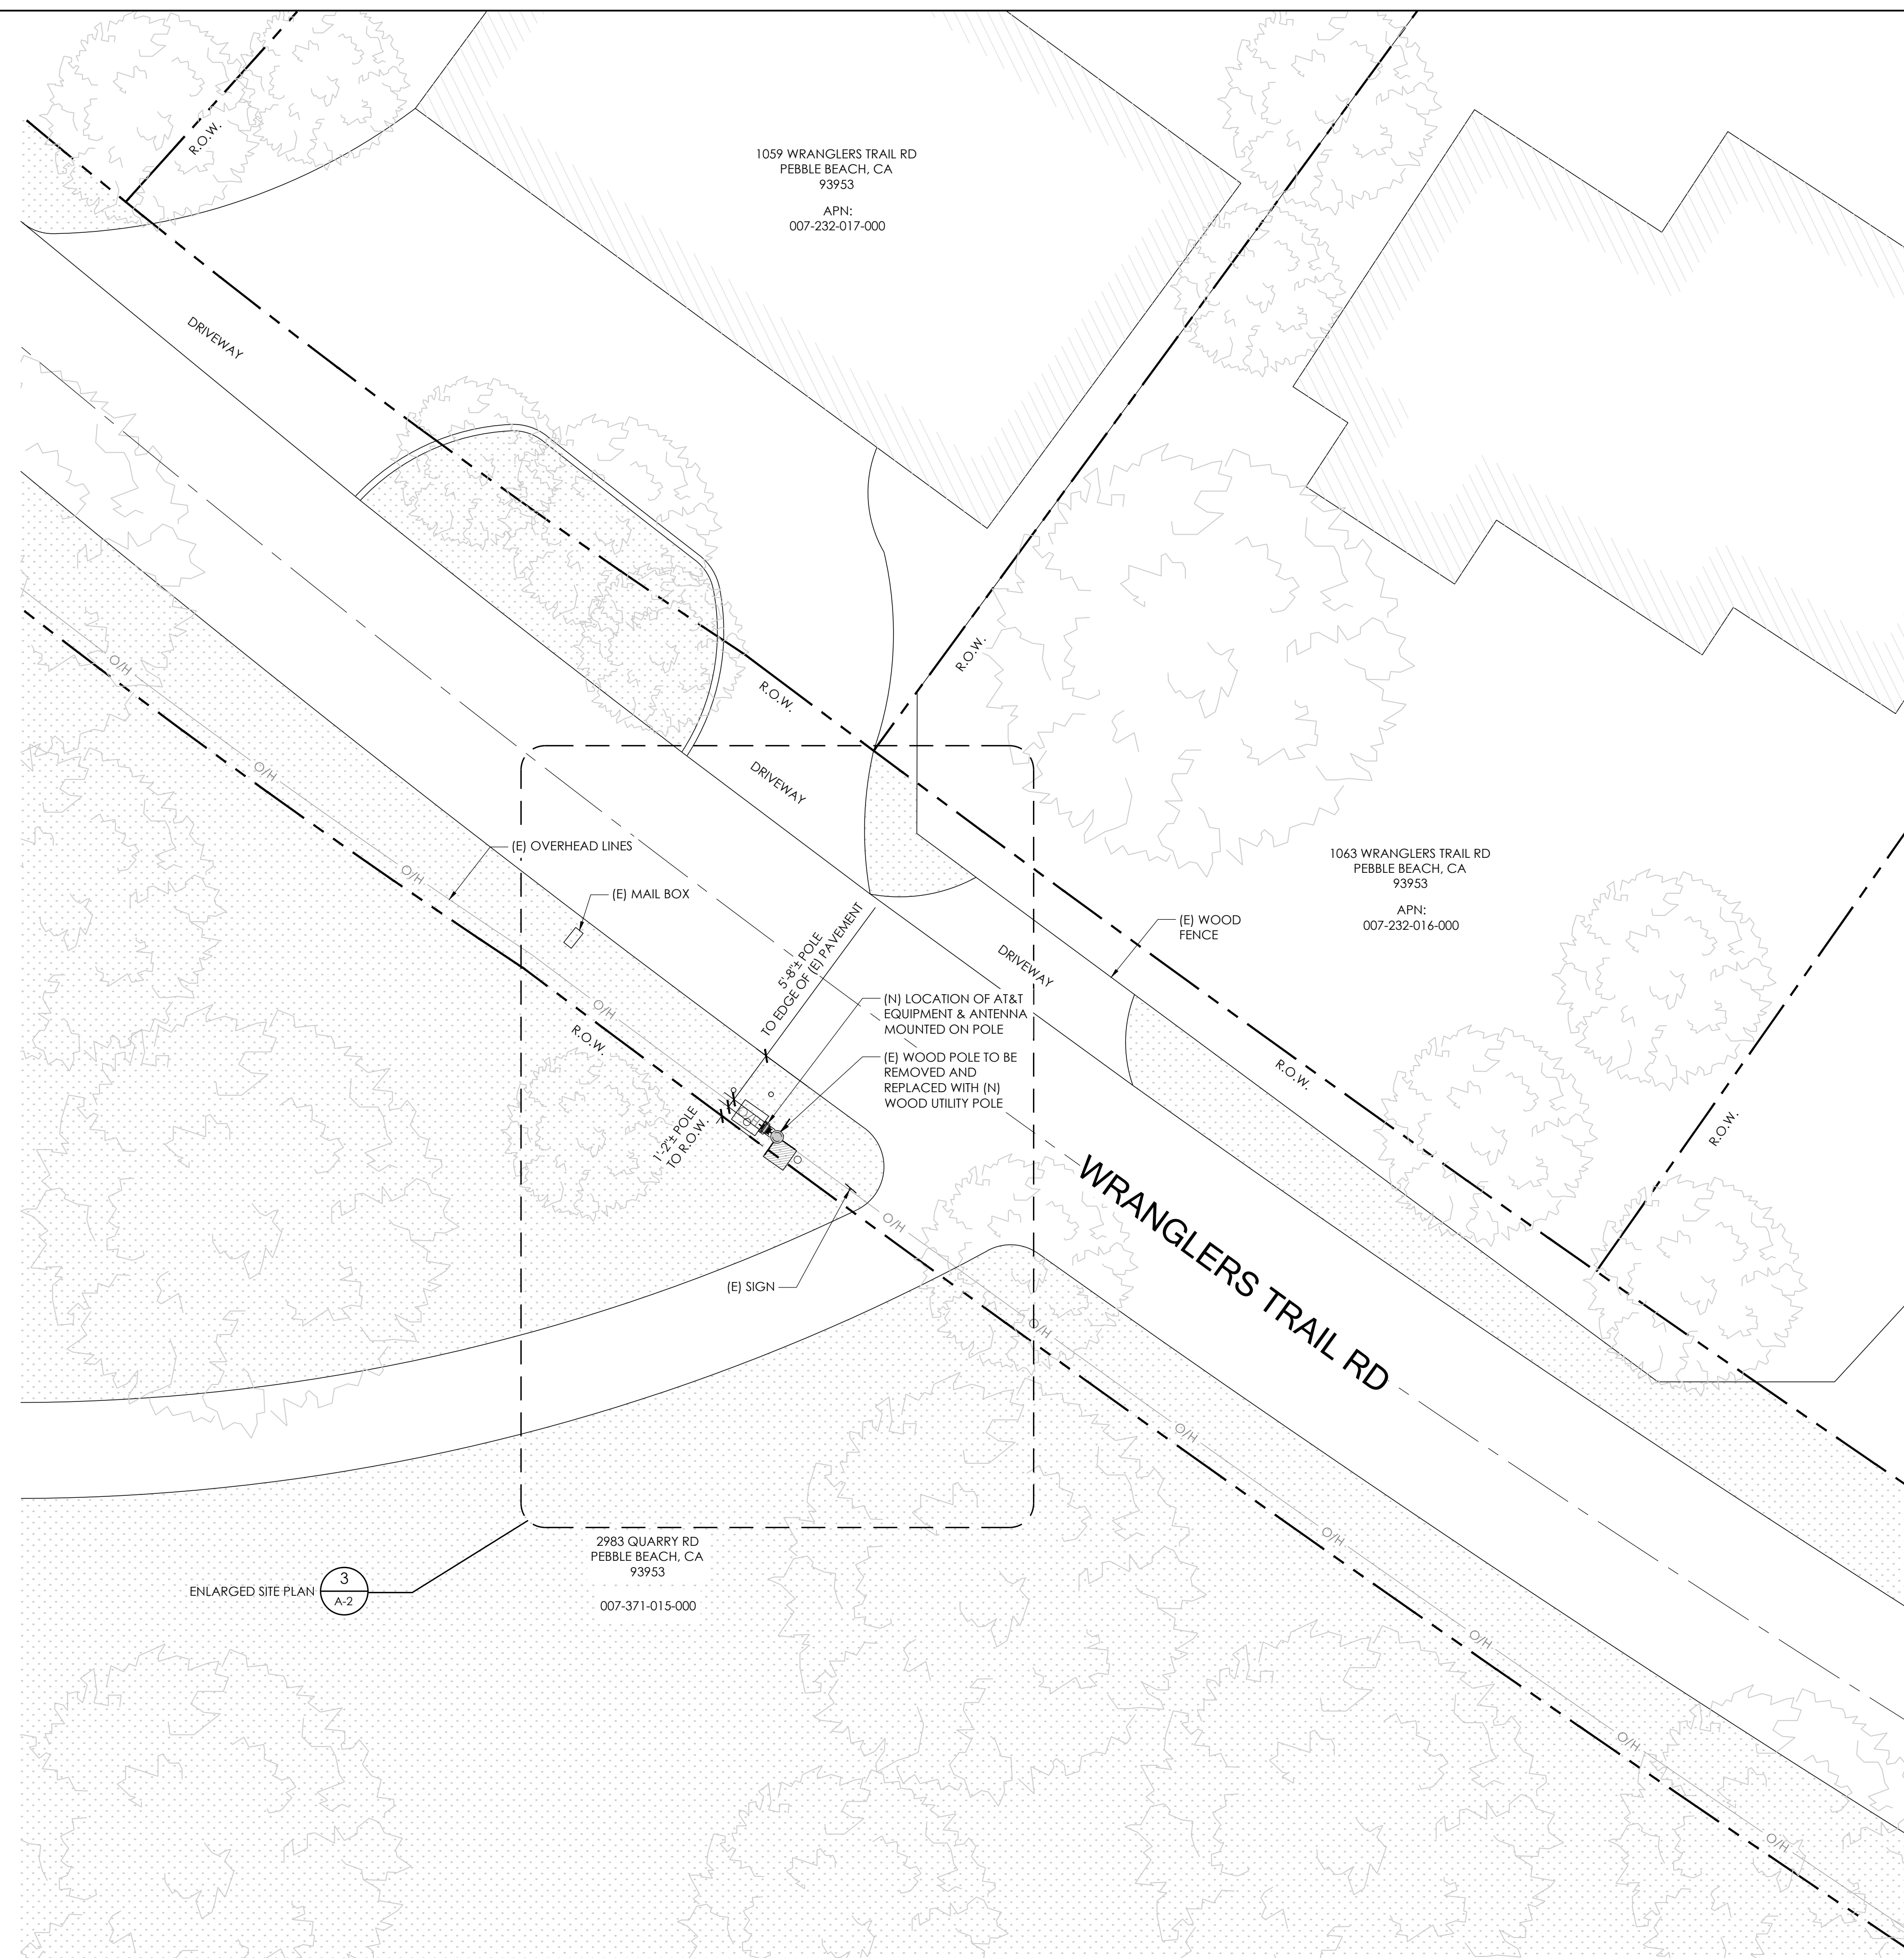 R.O.W.
1059 WRANGLERS TRAIL RD
PEBBLE BEACH, CA
93953
APN:
007-232-017-000
DRIVEWAY
R.O.W.
O/H
R.O.W.
O/H
DRIVEWAY
(E) OVERHEAD LINES
O/H
(E) MAIL BOX
1063 WRANGLERS TRAIL RD
PEBBLE BEACH, CA
93953
APN:
007-232-016-000
(E) WOOD
FENCE
5'-8"± POLE
TO EDGE OF (E) PAVEMENT
DRIVEWAY
O/H
R.O.W.
(N) LOCATION OF AT&T
EQUIPMENT & ANTENNA
MOUNTED ON POLE
(E) WOOD POLE TO BE
REMOVED AND
REPLACED WITH (N)
WOOD UTILITY POLE
R.O.W.
R.O.W.
1'-2"± POLE
TO R.O.W.
O/H
O/H
WRANGLERS TRAIL RD
(E) SIGN
O/H
O/H
O/H
2983 QUARRY RD
PEBBLE BEACH, CA
93953
007-371-015-000
ENLARGED SITE PLAN
3
A-2
O/H
O/H
O/H